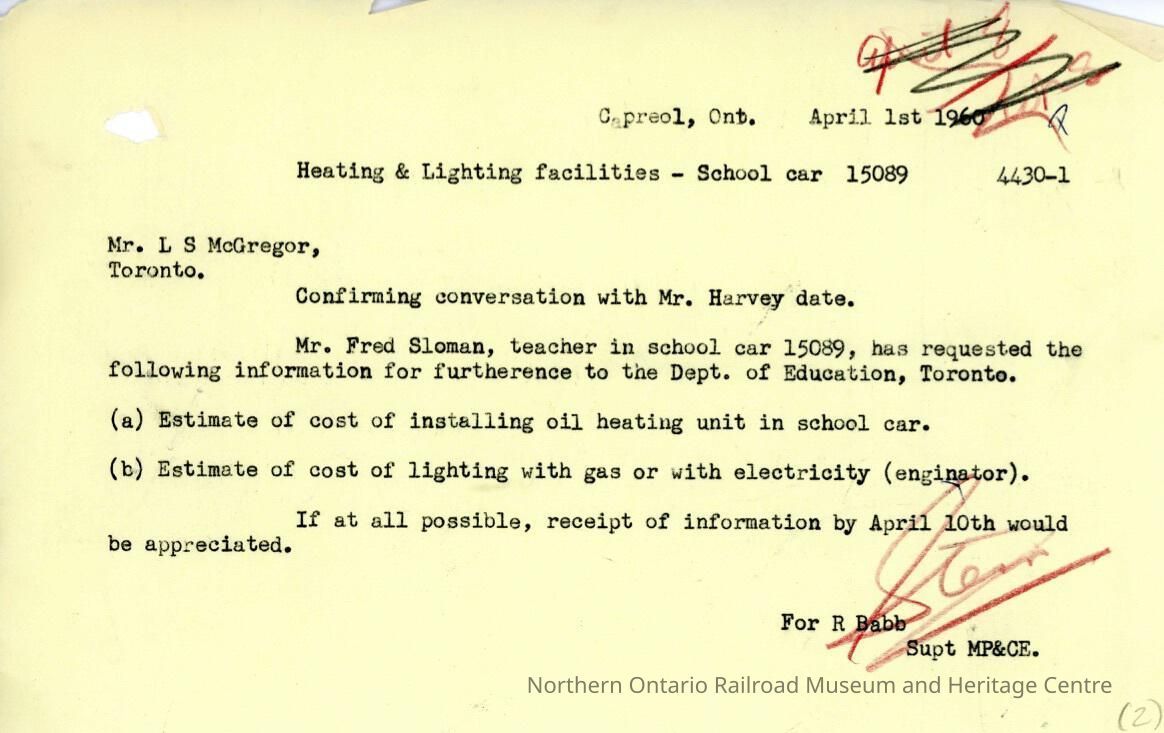 Capreol, Ont. April 1st 1960
Heating & Lighting facilities - School car 15089 4430-1
Mr. L S McGregor,
Toronto.
Confirming conversation with Mr. Harvey date.
Mr. Fred Sloman, teacher in school car 15089, has requested the
following information for furtherence to the Dept. of Education, Toronto.
(a) Estimate of cost of installing oil heating unit in school car.
(b) Estimate of cost of lighting with gas or with electricity (enginator).
If at all possible, receipt of information by April 10th would
be appreciated.
For R Babb
Supt MP&CE.
Northern Ontario Railroad Museum and Heritage Centre
(2)